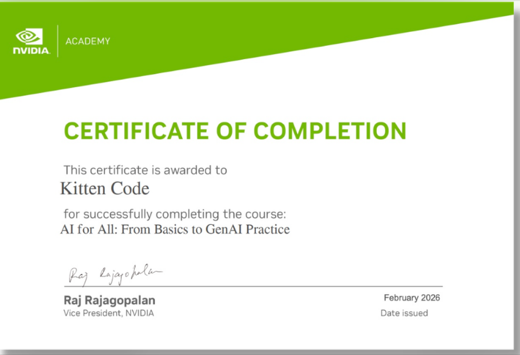 NVIDIA. ACADEMY
CERTIFICATE OF COMPLETION
This certificate is awarded to
Kitten Code
for successfully completing the course:
AI for All: From Basics to GenAI Practice
Raj Rajagopalan
Raj Rajagopalan
February 2026
Vice President, NVIDIA
Date issued